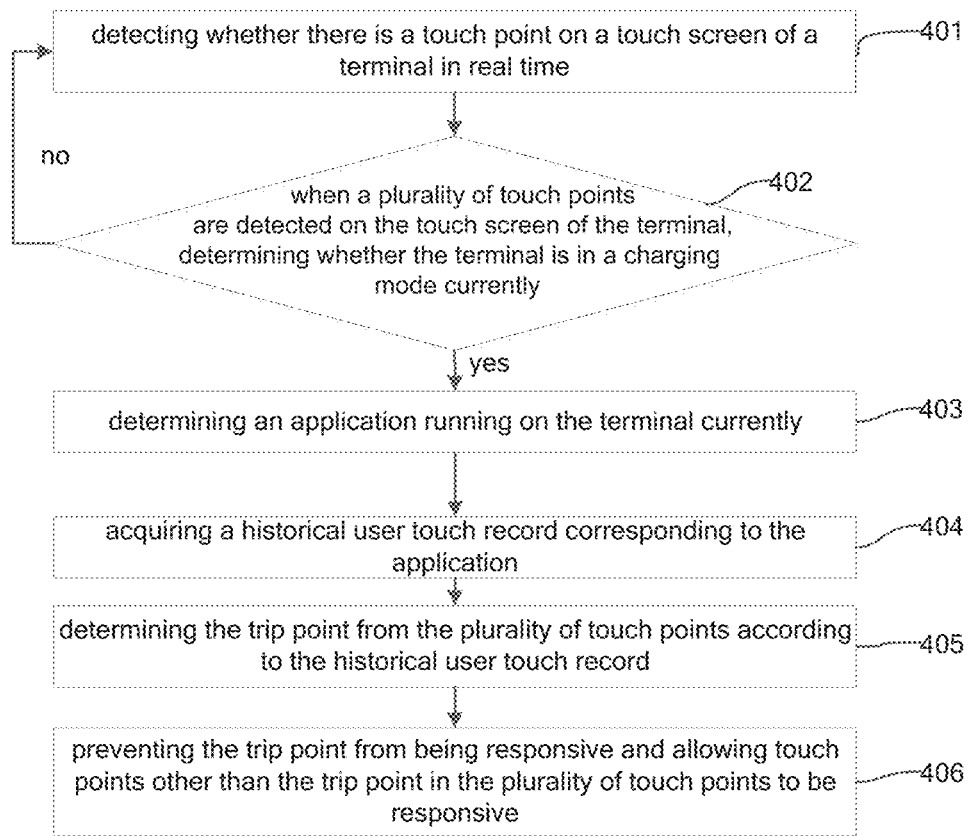 detecting whether there is a touch point on a touch screen of a
terminal in real time
401
no
402
when a plurality of touch points
are detected on the touch screen of the terminal,
determining whether the terminal is in a charging
mode currently
yes
determining an application running on the terminal currently
403
acquiring a historical user touch record corresponding to the
application
404
determining the trip point from the plurality of touch points according
to the historical user touch record
405
preventing the trip point from being responsive and allowing touch
points other than the trip point in the plurality of touch points to be
responsive
406